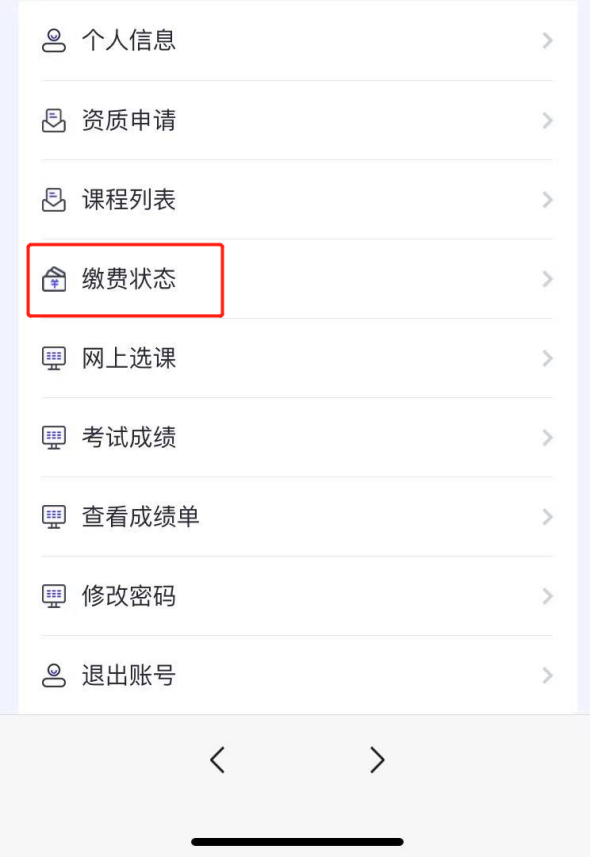 个人信息
资质申请
课程列表
缴费状态
网上选课
考试成绩
查看成绩单
修改密码
退出账号